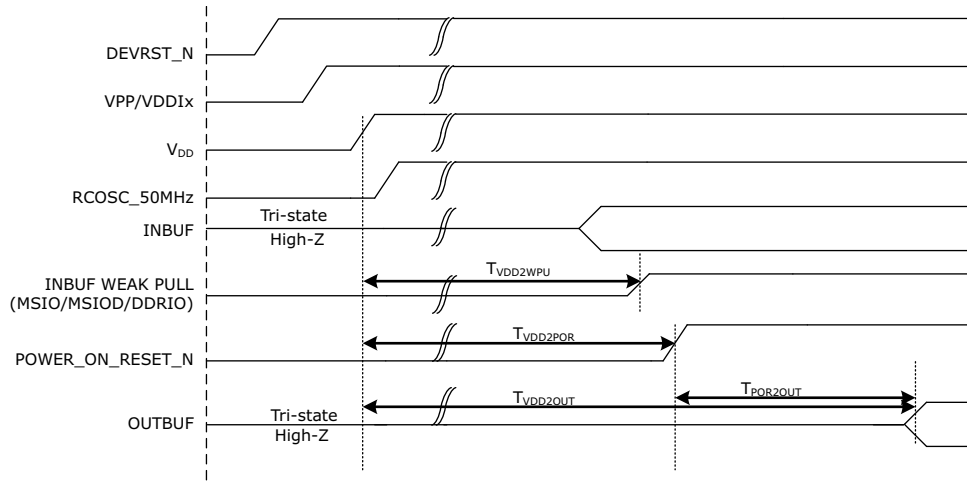 DEVRST_N
VPP/VDDIx
VDD
RCOSC_50MHz
Tri-state
INBUF
High-Z
TVDD2WPU
INBUF WEAK PULL
(MSIO/MSIOD/DDRIO)
TVDD2POR
POWER_ON_RESET_N
TPOR2OUT
TVDD2OUT
Tri-state
OUTBUF
High-Z